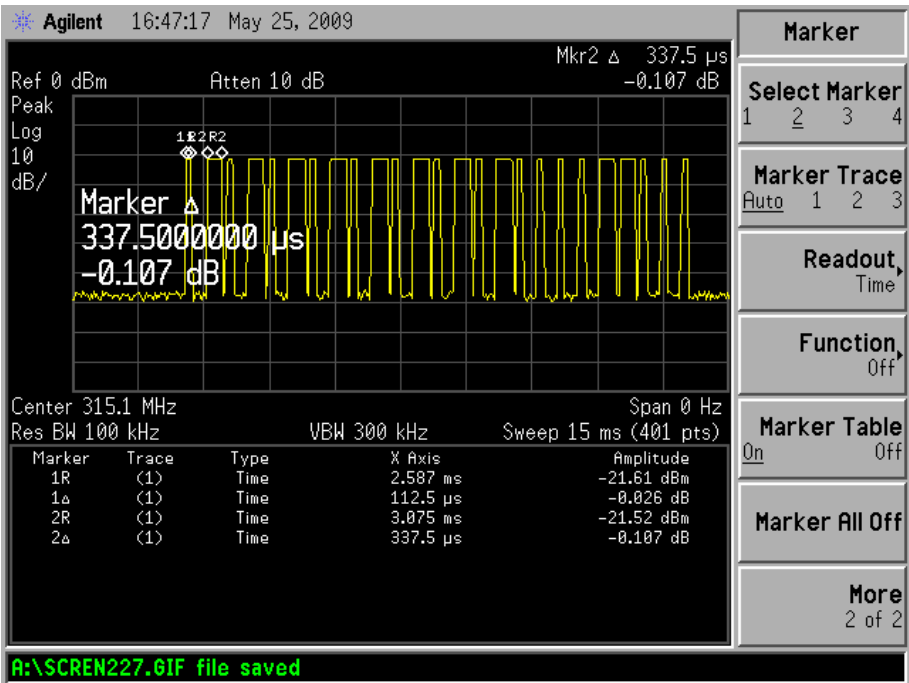 Agilent 16:47:17 May 25, 2009
Mkr2 Δ 337.5 µs
Ref 0 dBm Atten 10 dB -0.107 dB
Peak
Log
10
dB/
1R 2R2
Marker Δ
337.5000000 µs
-0.107 dB
Center 315.1 MHz Span 0 Hz
Res BW 100 kHz VBW 300 kHz Sweep 15 ms (401 pts)
Marker Trace Type X Axis Amplitude
1R (1) Time 2.587 ms -21.61 dBm
1Δ (1) Time 112.5 µs -0.026 dB
2R (1) Time 3.075 ms -21.52 dBm
2Δ (1) Time 337.5 µs -0.107 dB
A:\SCREN227.GIF file saved
Marker
Select Marker
1 2 3 4
Marker Trace
Auto 1 2 3
Readout
Time
Function
Off
Marker Table
On Off
Marker All Off
More
2 of 2